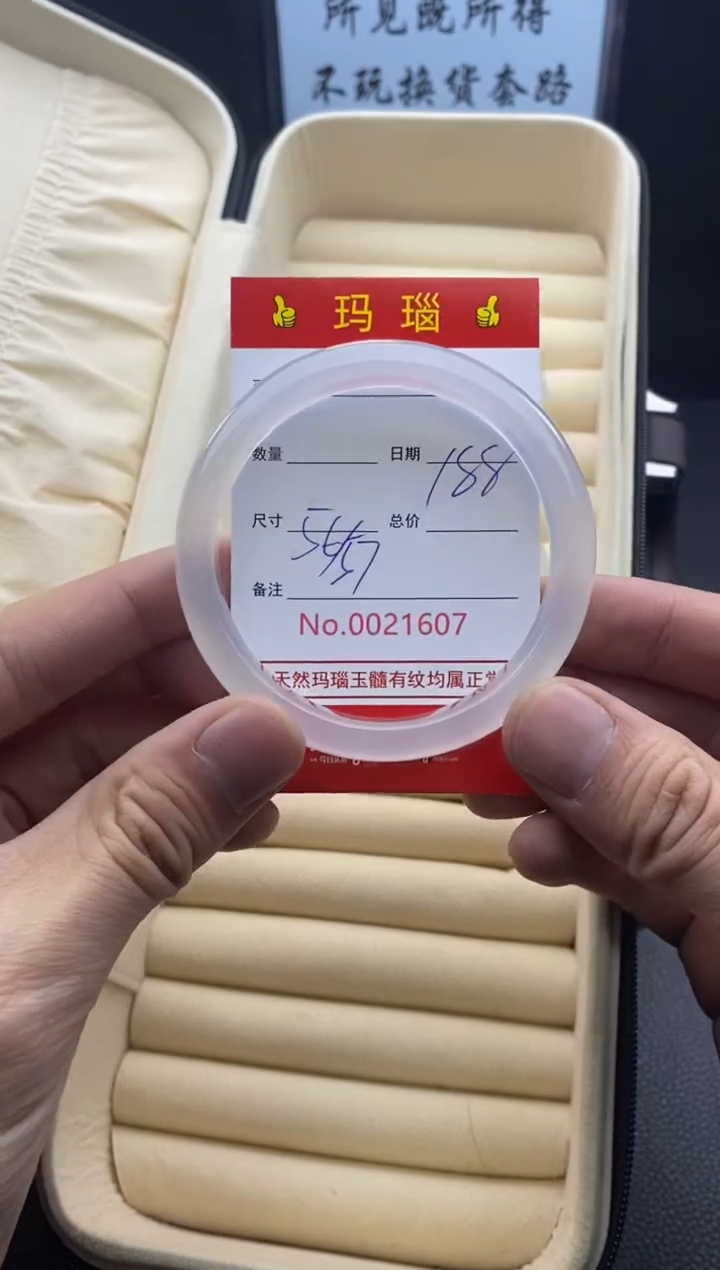 所见既所得
不玩换货套路
玛瑙
数量 日期 188
尺寸 总价
备注
No.0021607
天然玛瑙玉髓有纹均属正常